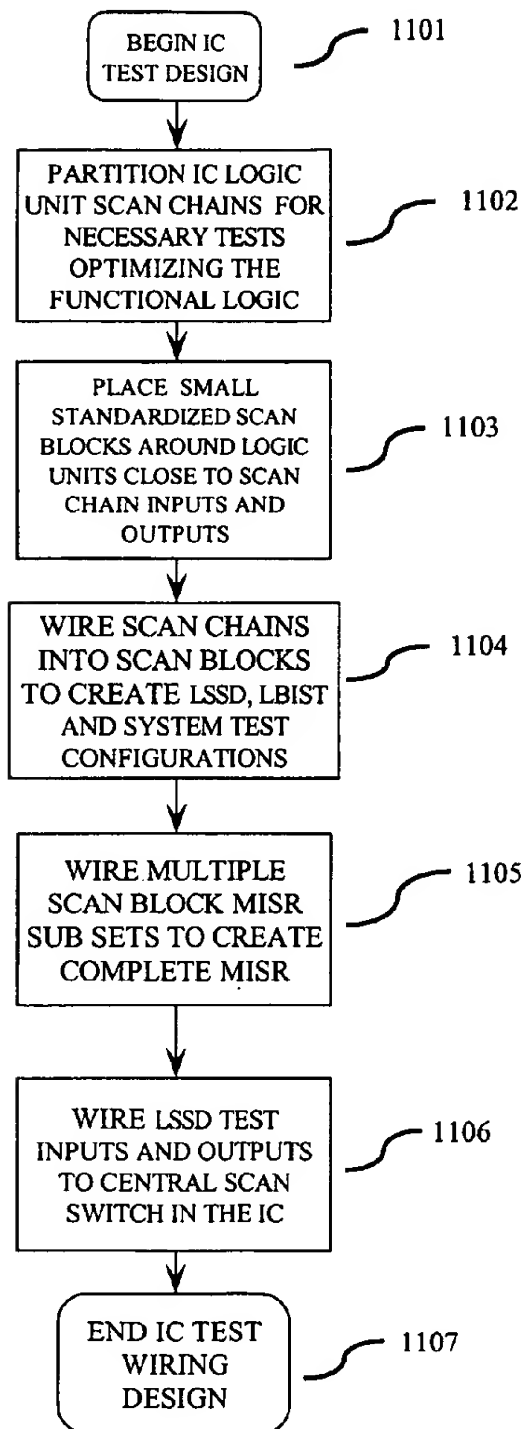 BEGIN IC
TEST DESIGN
1101
PARTITION IC LOGIC
UNIT SCAN CHAINS FOR
NECESSARY TESTS
OPTIMIZING THE
FUNCTIONAL LOGIC
1102
PLACE SMALL
STANDARDIZED SCAN
BLOCKS AROUND LOGIC
UNITS CLOSE TO SCAN
CHAIN INPUTS AND
OUTPUTS
1103
WIRE SCAN CHAINS
INTO SCAN BLOCKS
TO CREATE LSSD, LBIST
AND SYSTEM TEST
CONFIGURATIONS
1104
WIRE MULTIPLE
SCAN BLOCK MISR
SUB SETS TO CREATE
COMPLETE MISR
1105
WIRE LSSD TEST
INPUTS AND OUTPUTS
TO CENTRAL SCAN
SWITCH IN THE IC
1106
END IC TEST
WIRING
DESIGN
1107